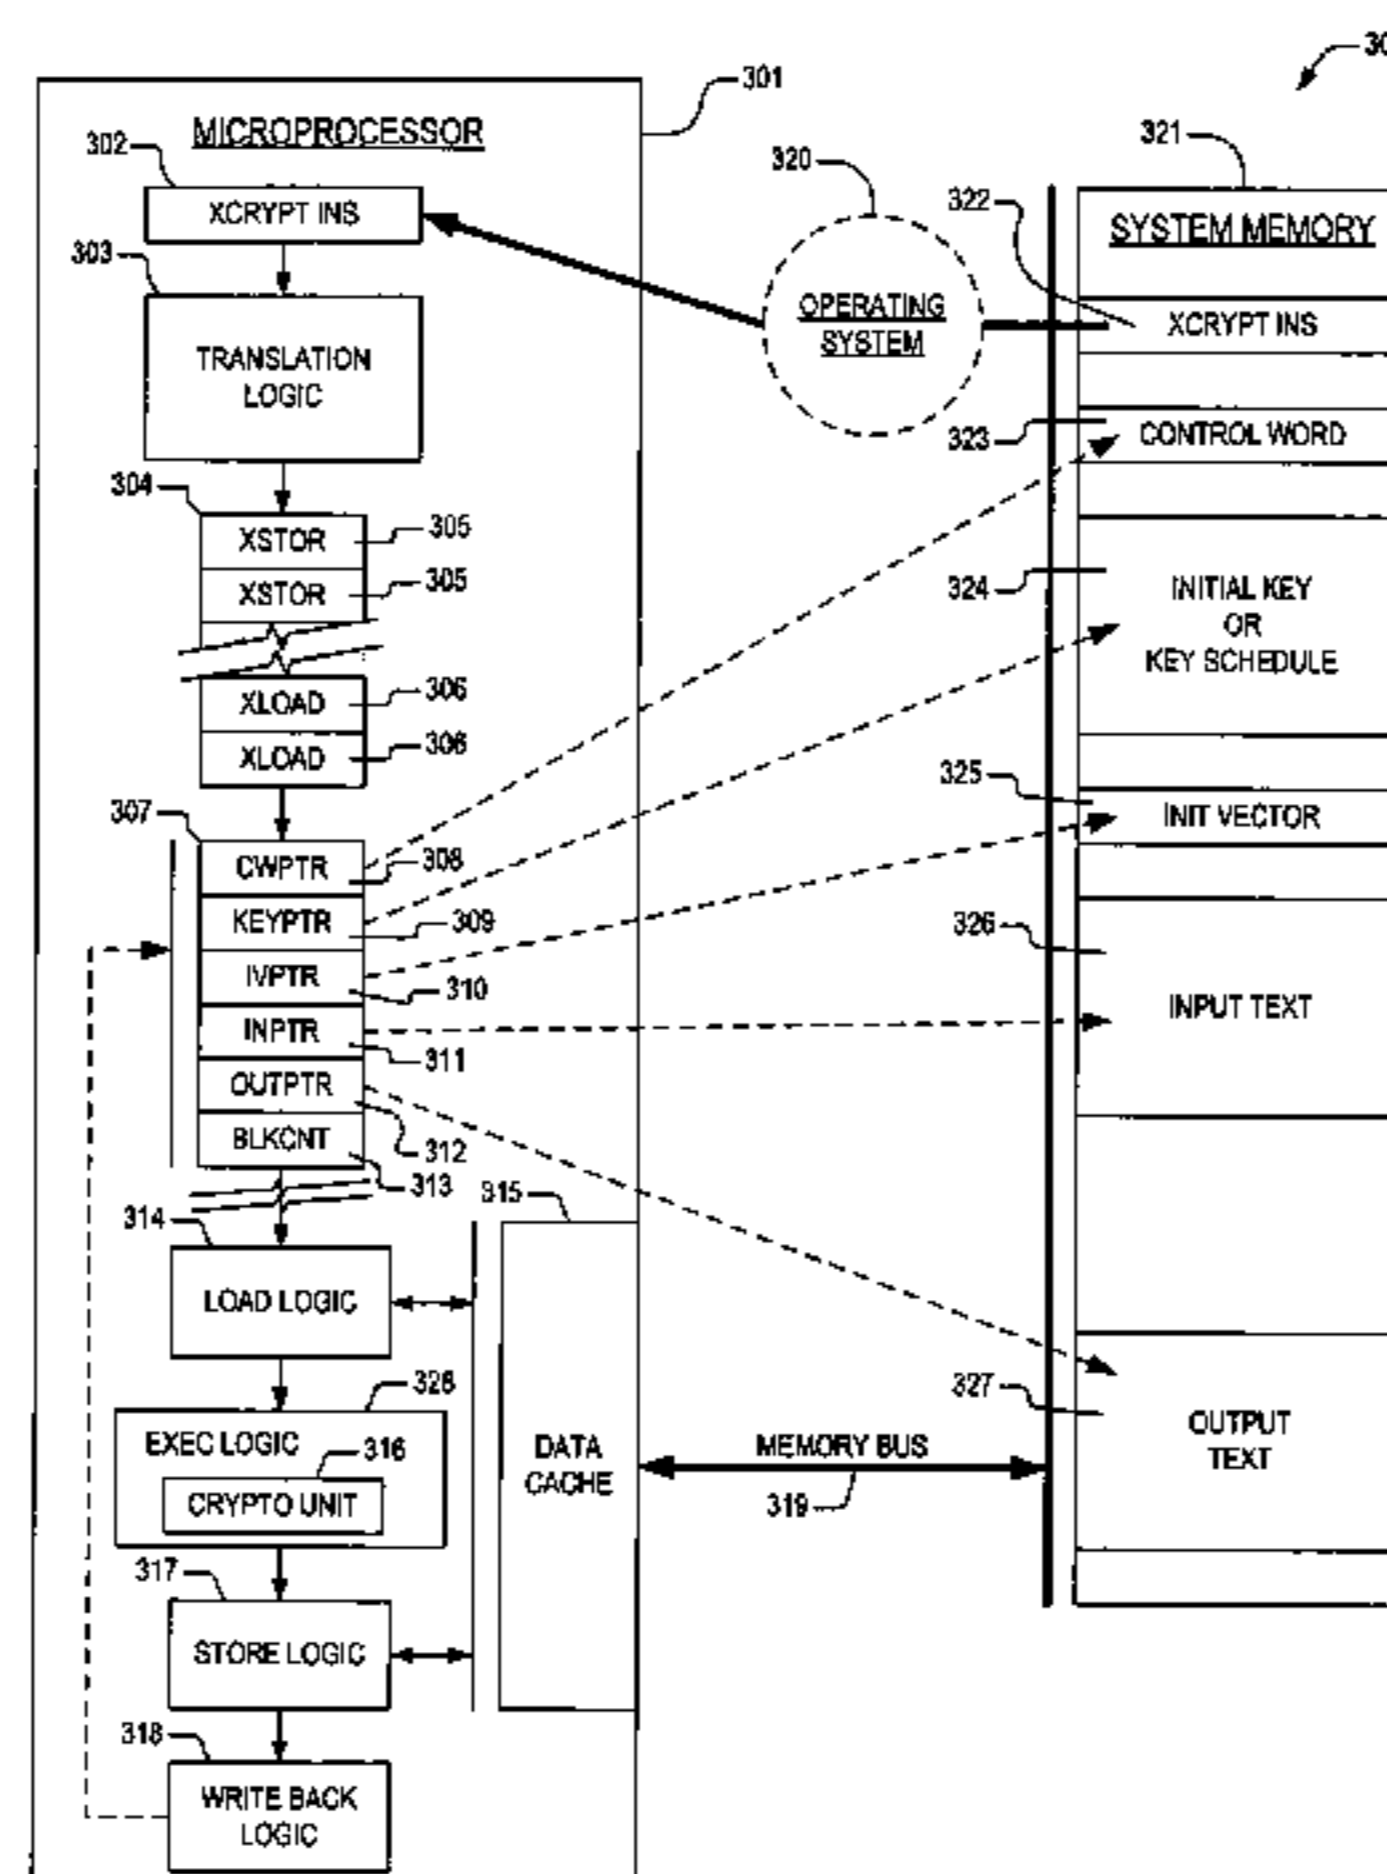 30
301
MICROPROCESSOR
302
XCRYPT INS
303
TRANSLATION
LOGIC
304
XSTOR
305
XSTOR
305
XLOAD
306
XLOAD
306
307
CWPTR
308
KEYPTR
309
IVPTR
310
INPTR
311
OUTPTR
312
BLKCNT
313
314
LOAD LOGIC
315
DATA
CACHE
328
EXEC LOGIC
316
CRYPTO UNIT
317
STORE LOGIC
318
WRITE BACK
LOGIC
320
OPERATING
SYSTEM
MEMORY BUS
319
321
SYSTEM MEMORY
322
XCRYPT INS
323
CONTROL WORD
324
INITIAL KEY
OR
KEY SCHEDULE
325
INIT VECTOR
326
INPUT TEXT
327
OUTPUT
TEXT